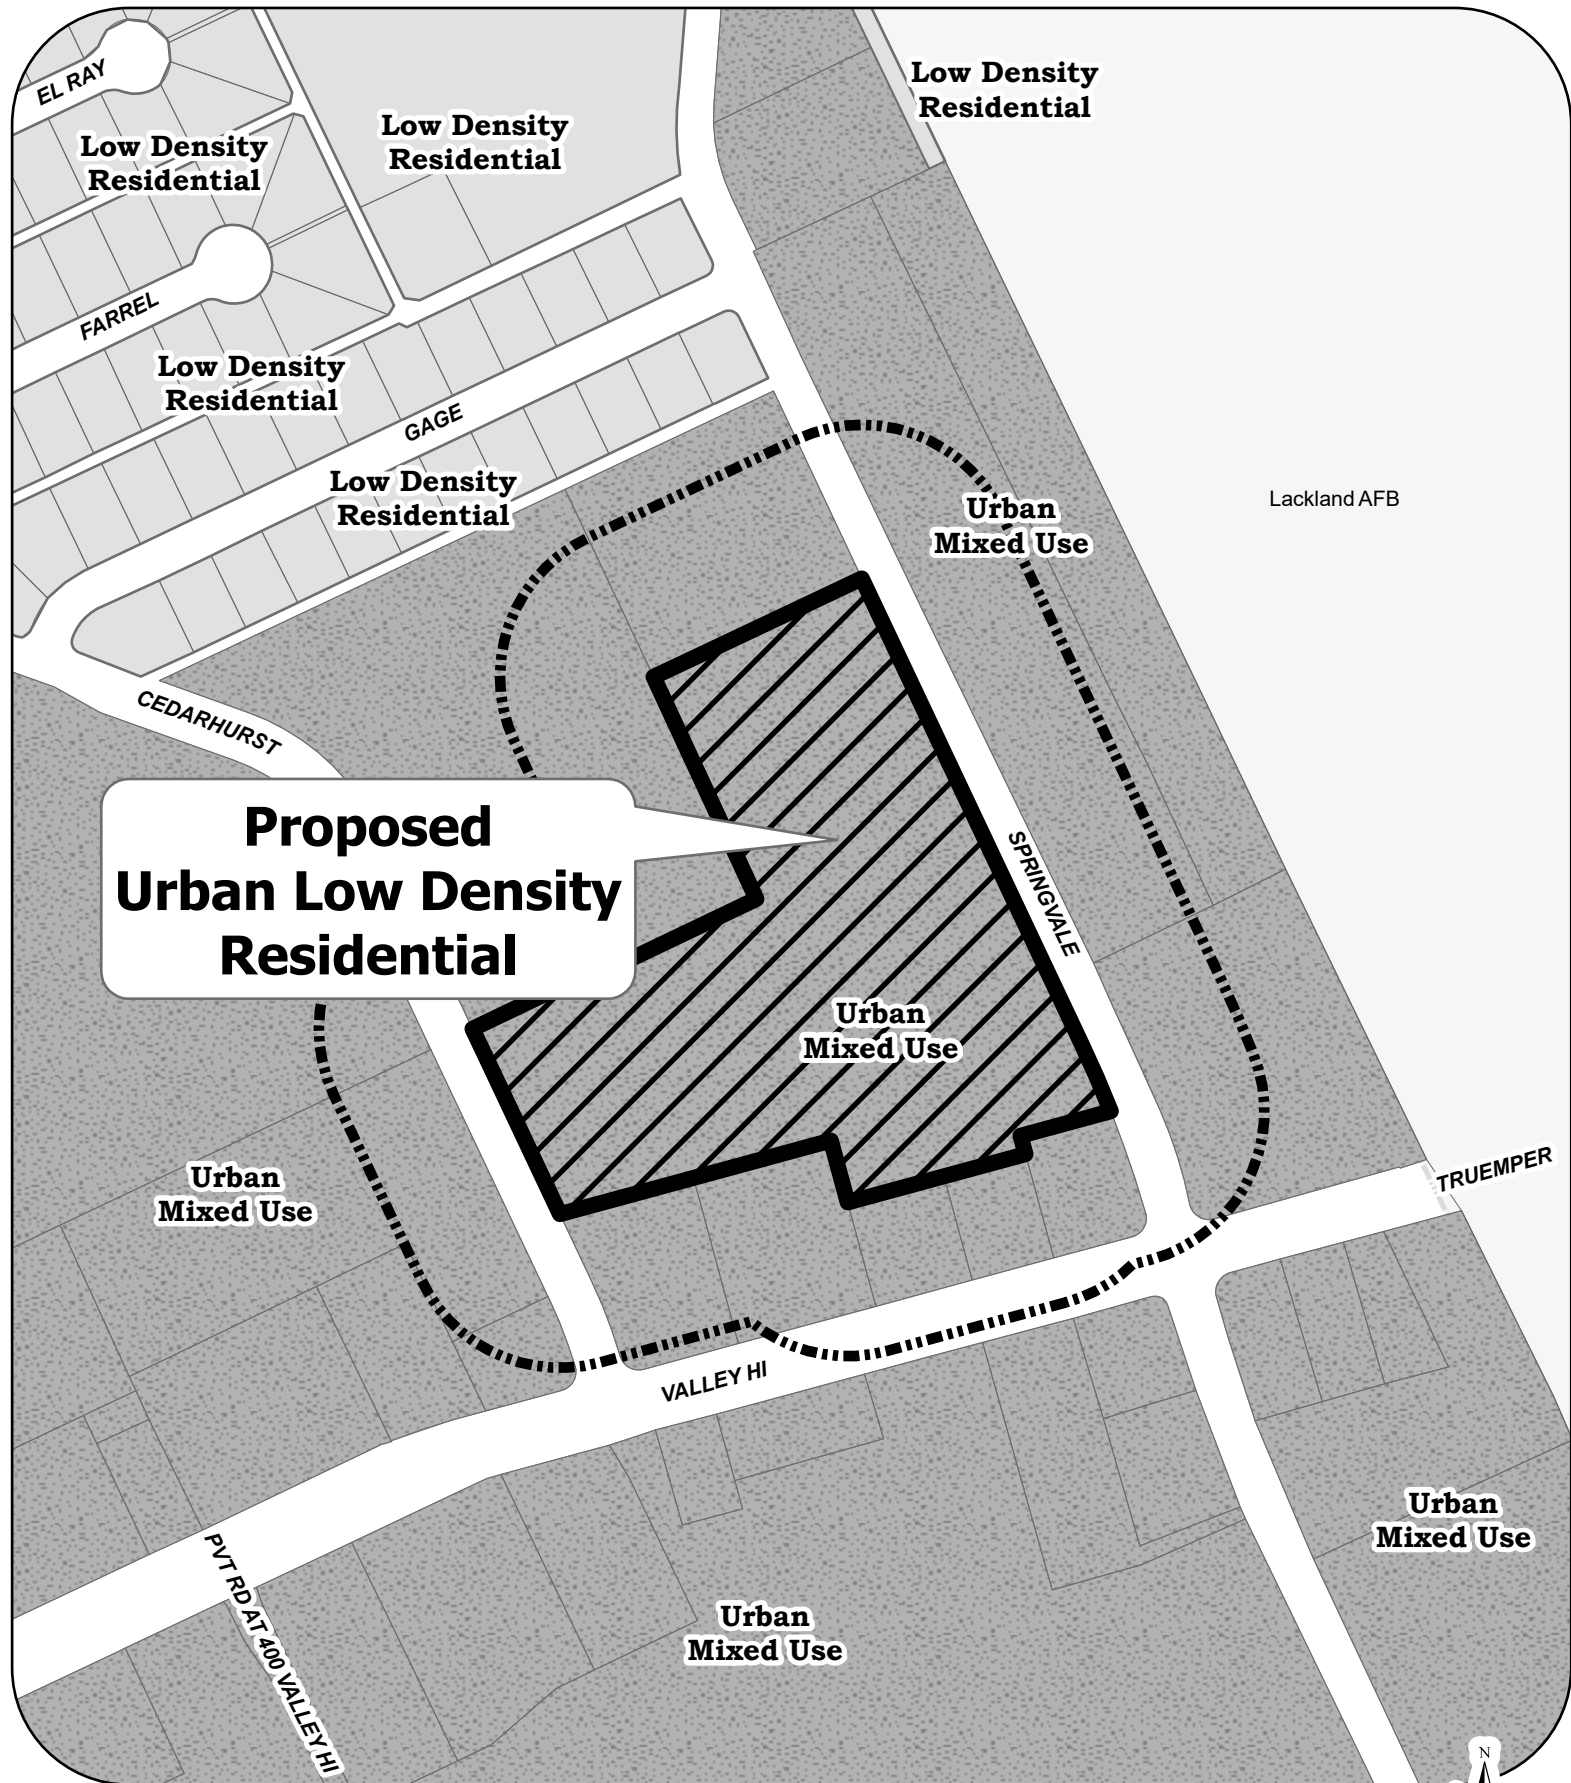 EL RAY
Low Density
Residential
Low Density
Residential
Low Density
Residential
FARREL
Low Density
Residential
GAGE
Low Density
Residential
Urban
Mixed Use
Lackland AFB
CEDARHURST
Proposed
Urban Low Density
Residential
SPRINGVALE
Urban
Mixed Use
Urban
Mixed Use
TRUEMPER
VALLEY HI
PVT RD AT 400 VALLEY HI
Urban
Mixed Use
Urban
Mixed Use
N